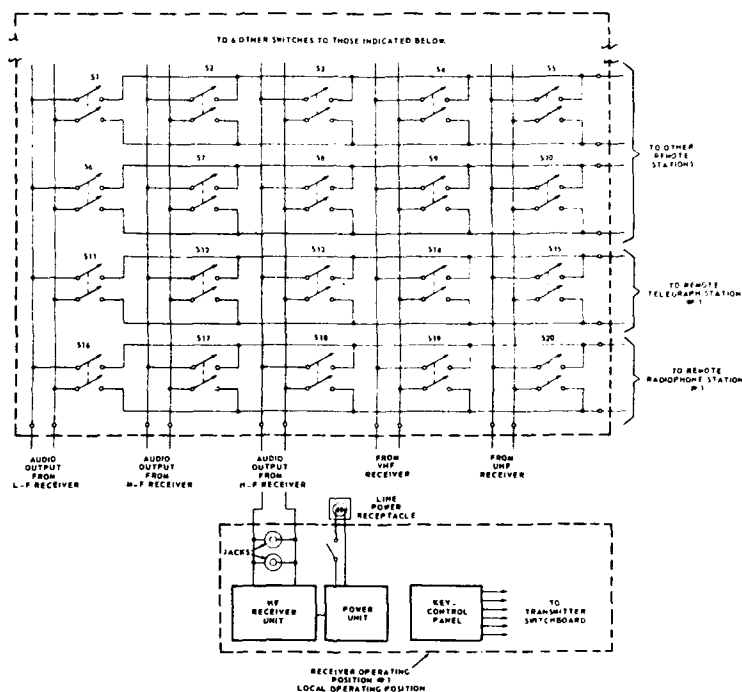 TO 6 OTHER SWITCHES TO THOSE INDICATED BELOW.
S1 S2 S3 S4 S5
TO OTHER
REMOTE
STATIONS
S6 S7 S8 S9 S10
S11 S12 S13 S14 S15
TO REMOTE
TELEGRAPH STATION
#1
S16 S17 S18 S19 S20
TO REMOTE
RADIOPHONE STATION
#1
AUDIO
OUTPUT
FROM
L-F RECEIVER
AUDIO
OUTPUT
FROM
M-F RECEIVER
AUDIO
OUTPUT
FROM
H-F RECEIVER
FROM
VHF
RECEIVER
FROM
UHF
RECEIVER
LINE
POWER
RECEPTACLE
JACKS
HF
RECEIVER
UNIT
POWER
UNIT
KEY-
CONTROL
PANEL
TO
TRANSMITTER
SWITCHBOARD
RECEIVER OPERATING
POSITION #1
LOCAL OPERATING POSITION